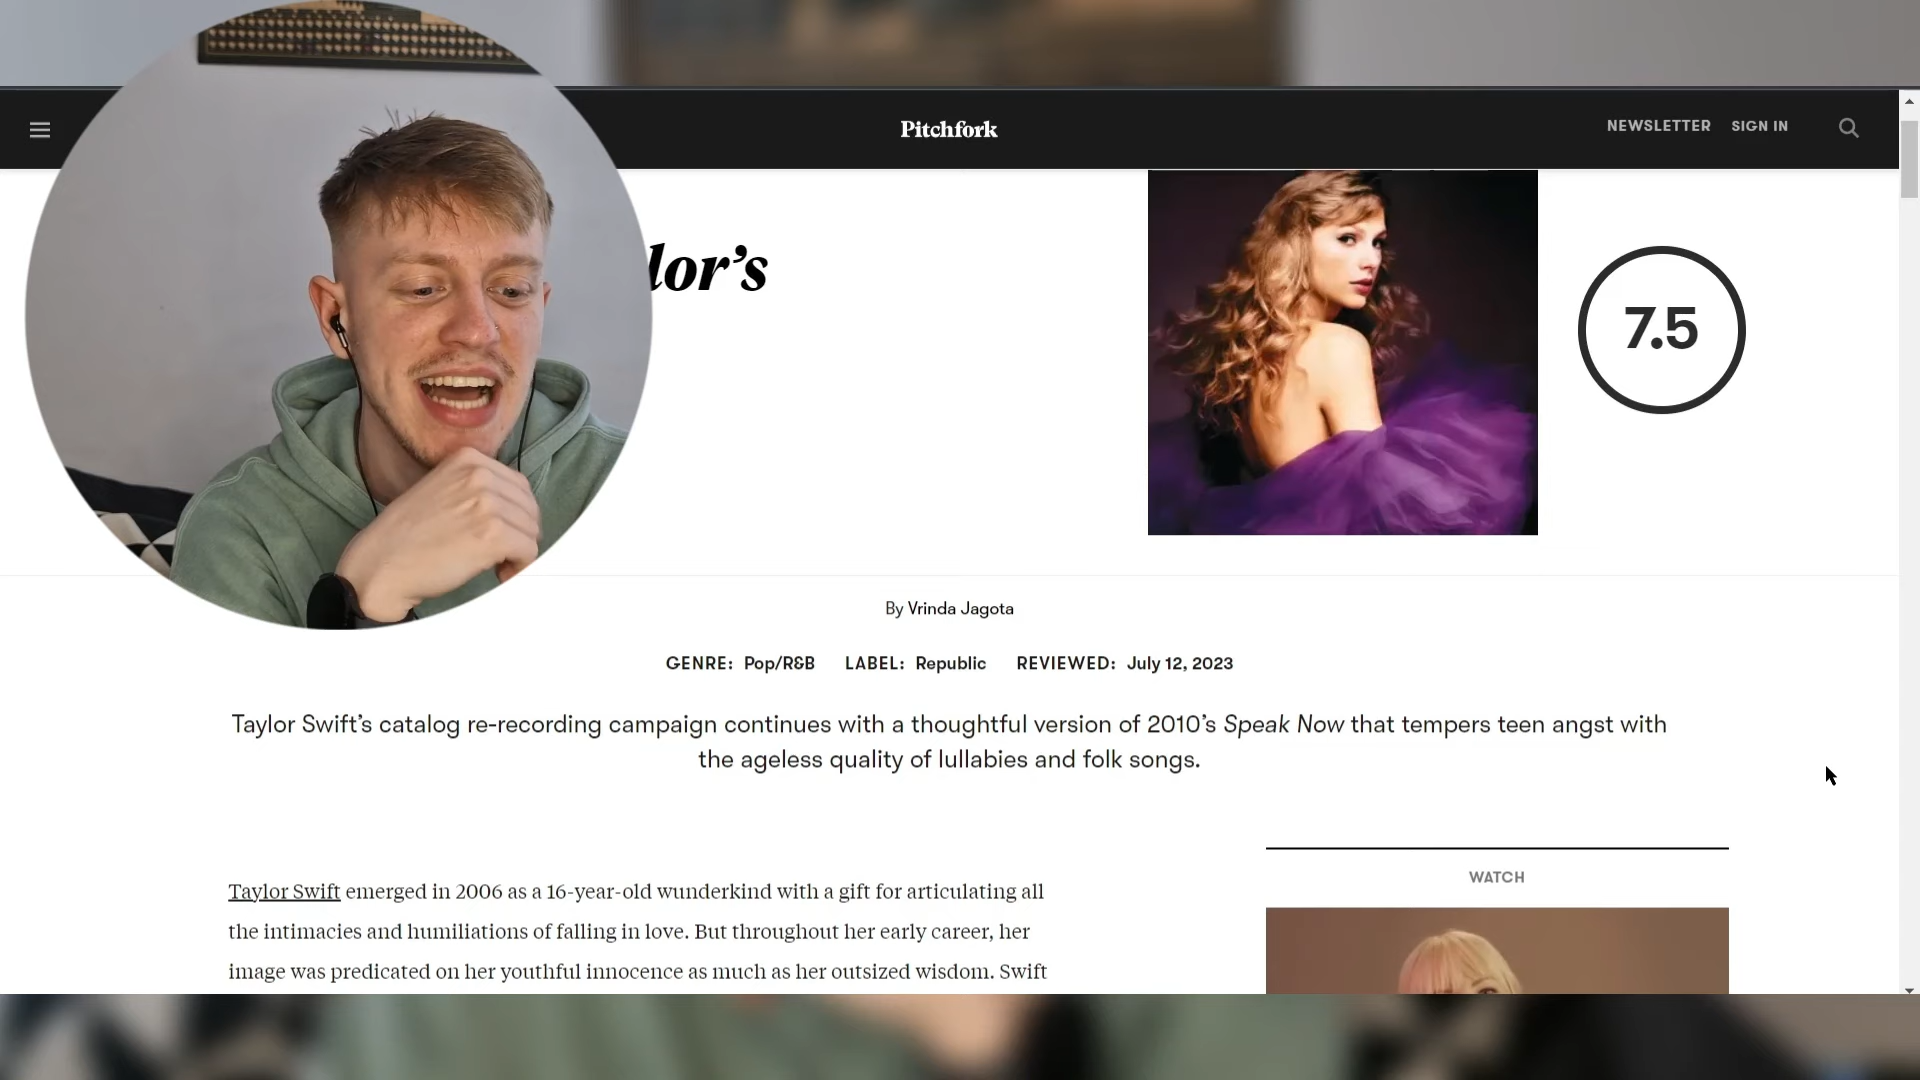 Pitchfork
NEWSLETTER SIGN IN
lor's
7.5
By Vrinda Jagota
GENRE: Pop/R&B LABEL: Republic REVIEWED: July 12, 2023
Taylor Swift's catalog re-recording campaign continues with a thoughtful version of 2010's Speak Now that tempers teen angst with
the ageless quality of lullabies and folk songs.
Taylor Swift emerged in 2006 as a 16-year-old wunderkind with a gift for articulating all
the intimacies and humiliations of falling in love. But throughout her early career, her
image was predicated on her youthful innocence as much as her outsized wisdom. Swift
WATCH